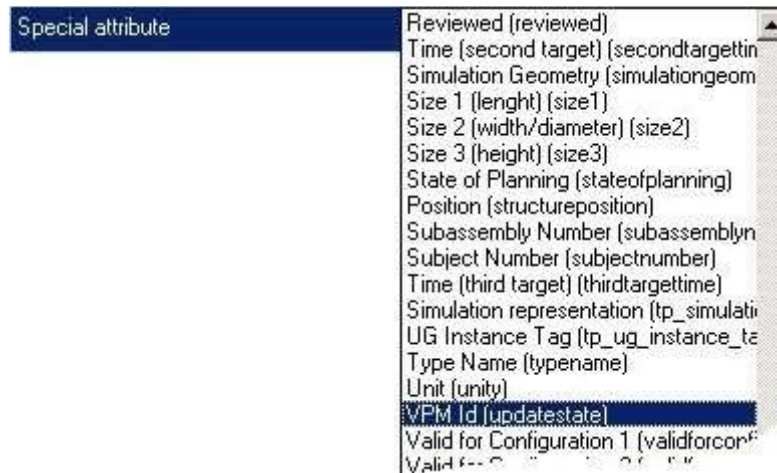 Special attribute
Reviewed (reviewed)
Time (second target) (secondtargettin
Simulation Geometry (simulationgeom
Size 1 (lenght) (size1)
Size 2 (width/diameter) (size2)
Size 3 (height) (size3)
State of Planning (stateofplanning)
Position (structureposition)
Subassembly Number (subassemblyn
Subject Number (subjectnumber)
Time (third target) (thirdtargettime)
Simulation representation (tp_simulati
UG Instance Tag (tp_ug_instance_ta
Type Name (typename)
Unit (unity)
VPM Id (updatestate)
Valid for Configuration 1 (validforconf
Valid for